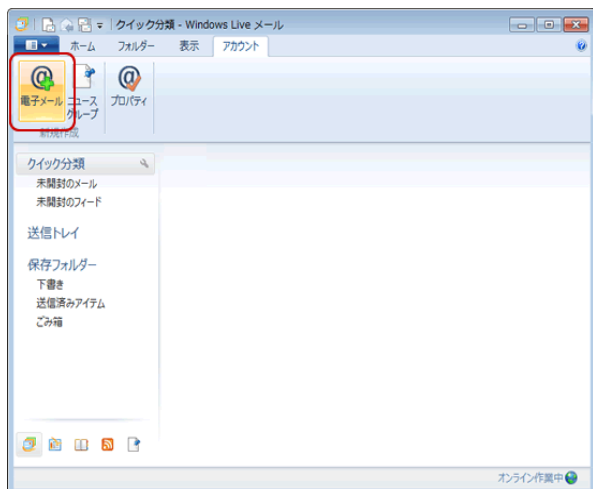 クイック分類 - Windows Live メール
ホーム フォルダー 表示 アカウント
電子メール
ニュース
グループ
プロパティ
新規作成
クイック分類
未開封のメール
未開封のフィード
送信トレイ
保存フォルダー
下書き
送信済みアイテム
ごみ箱
オンライン作業中